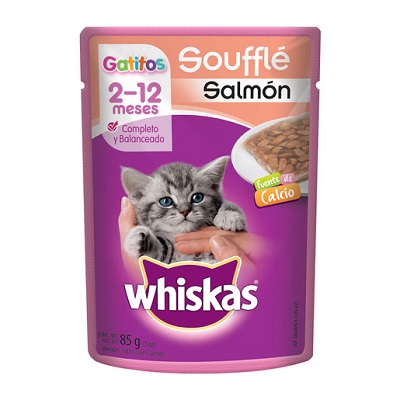 Gatitos
2-12
meses
Completo
y Balanceado
Soufflé
Salmón
Fuente de
Calcio
whiskas
85 g